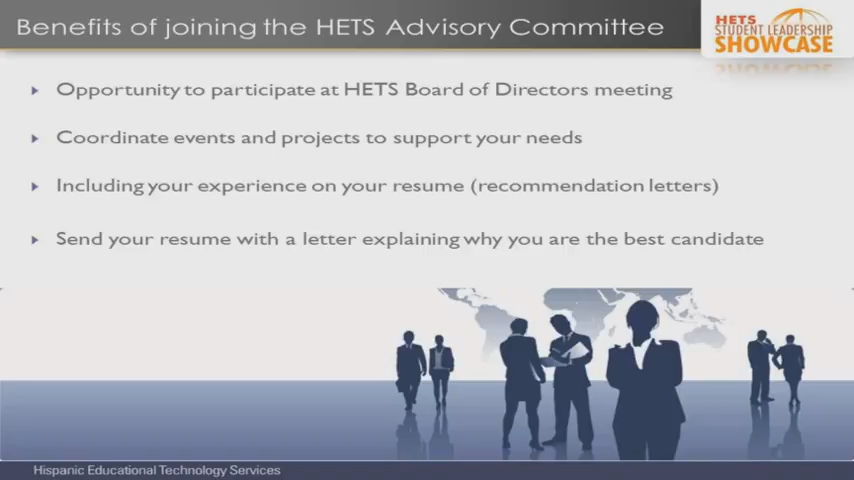 Benefits of joining the HETS Advisory Committee
HETS
STUDENT LEADERSHIP
SHOWCASE
Opportunity to participate at HETS Board of Directors meeting
Coordinate events and projects to support your needs
Including your experience on your resume (recommendation letters)
Send your resume with a letter explaining why you are the best candidate
Hispanic Educational Technology Services